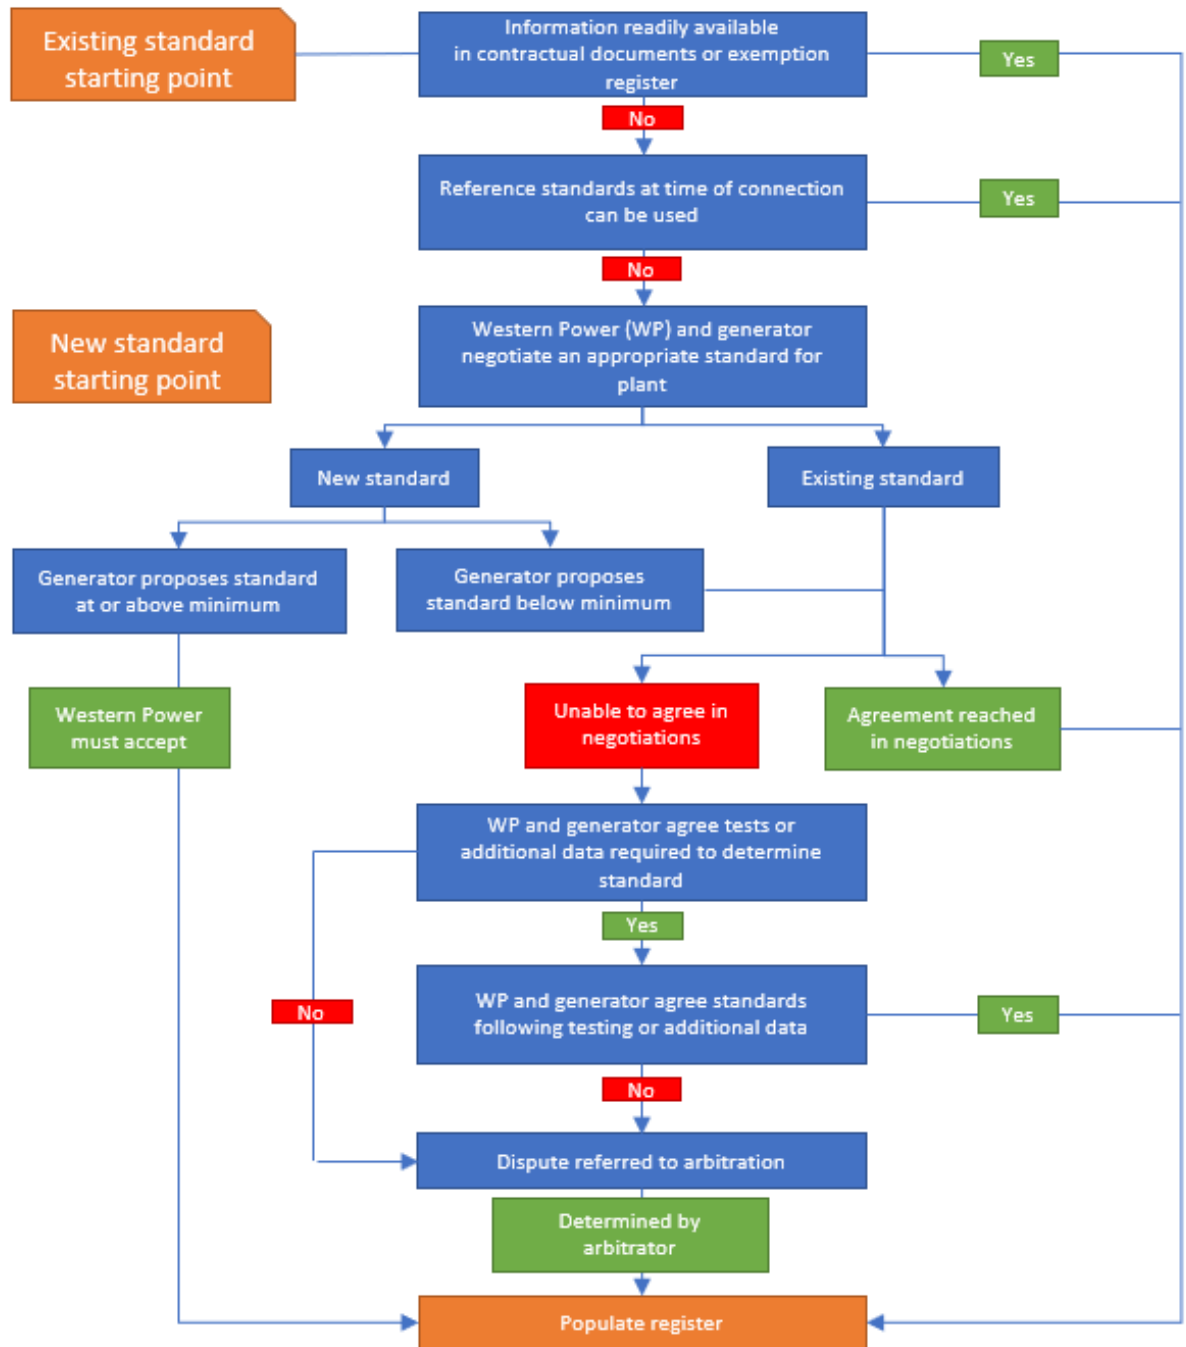 Existing standard
starting point
Information readily available
in contractual documents or exemption
register
Yes
No
Reference standards at time of connection
can be used
Yes
No
New standard
starting point
Western Power (WP) and generator
negotiate an appropriate standard for
plant
New standard
Existing standard
Generator proposes standard
at or above minimum
Generator proposes
standard below minimum
Western Power
must accept
Unable to agree in
negotiations
Agreement reached
in negotiations
WP and generator agree tests or
additional data required to determine
standard
Yes
No
WP and generator agree standards
following testing or additional data
Yes
No
Dispute referred to arbitration
Determined by
arbitrator
Populate register